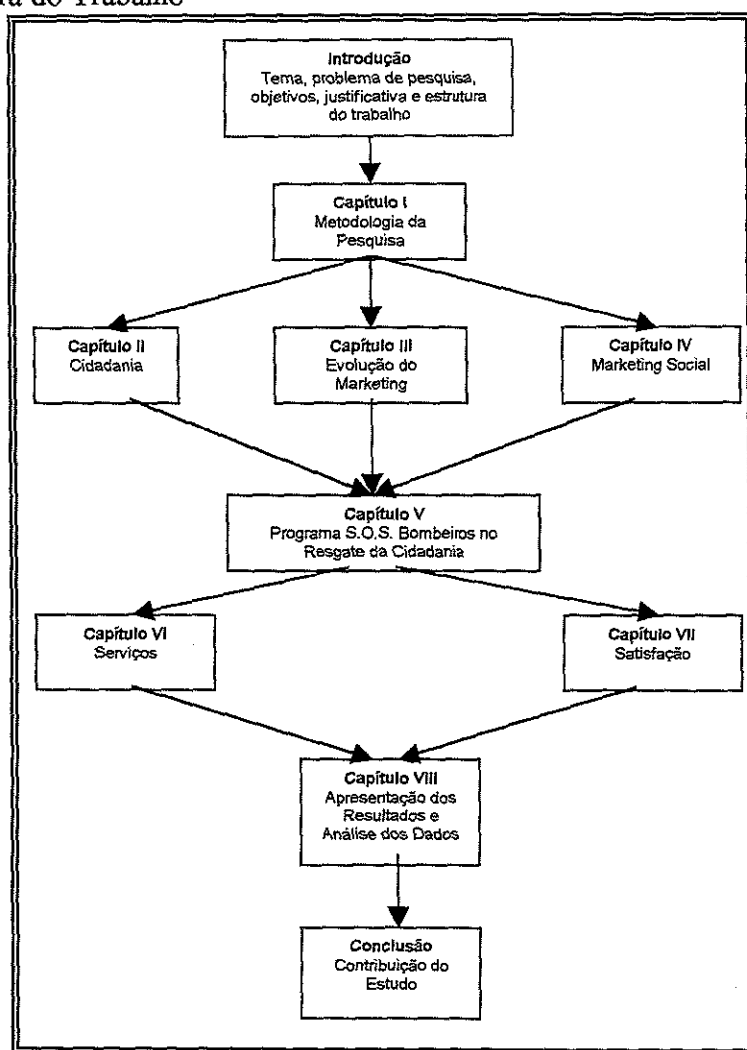 do Trabalho
Introdução
Tema, problema de pesquisa,
objetivos, justificativa e estrutura
do trabalho
Capítulo I
Metodologia da
Pesquisa
Capítulo II
Cidadania
Capítulo III
Evolução do
Marketing
Capítulo IV
Marketing Social
Capítulo V
Programa S.O.S. Bombeiros no
Resgate da Cidadania
Capítulo VI
Serviços
Capítulo VII
Satisfação
Capítulo VIII
Apresentação dos
Resultados e
Análise dos Dados
Conclusão
Contribuição do
Estudo